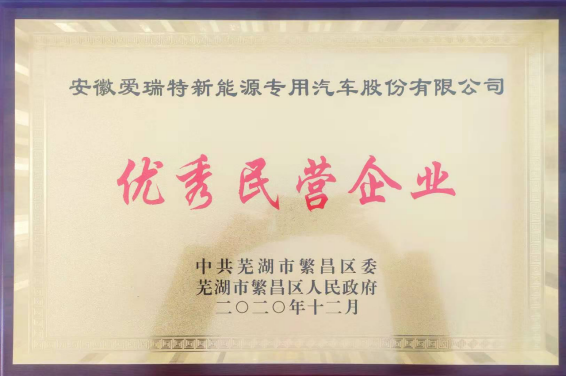 安徽爱瑞特新能源专用汽车股份有限公司
优秀民营企业
中共芜湖市繁昌区委
芜湖市繁昌区人民政府
二〇二〇年十二月